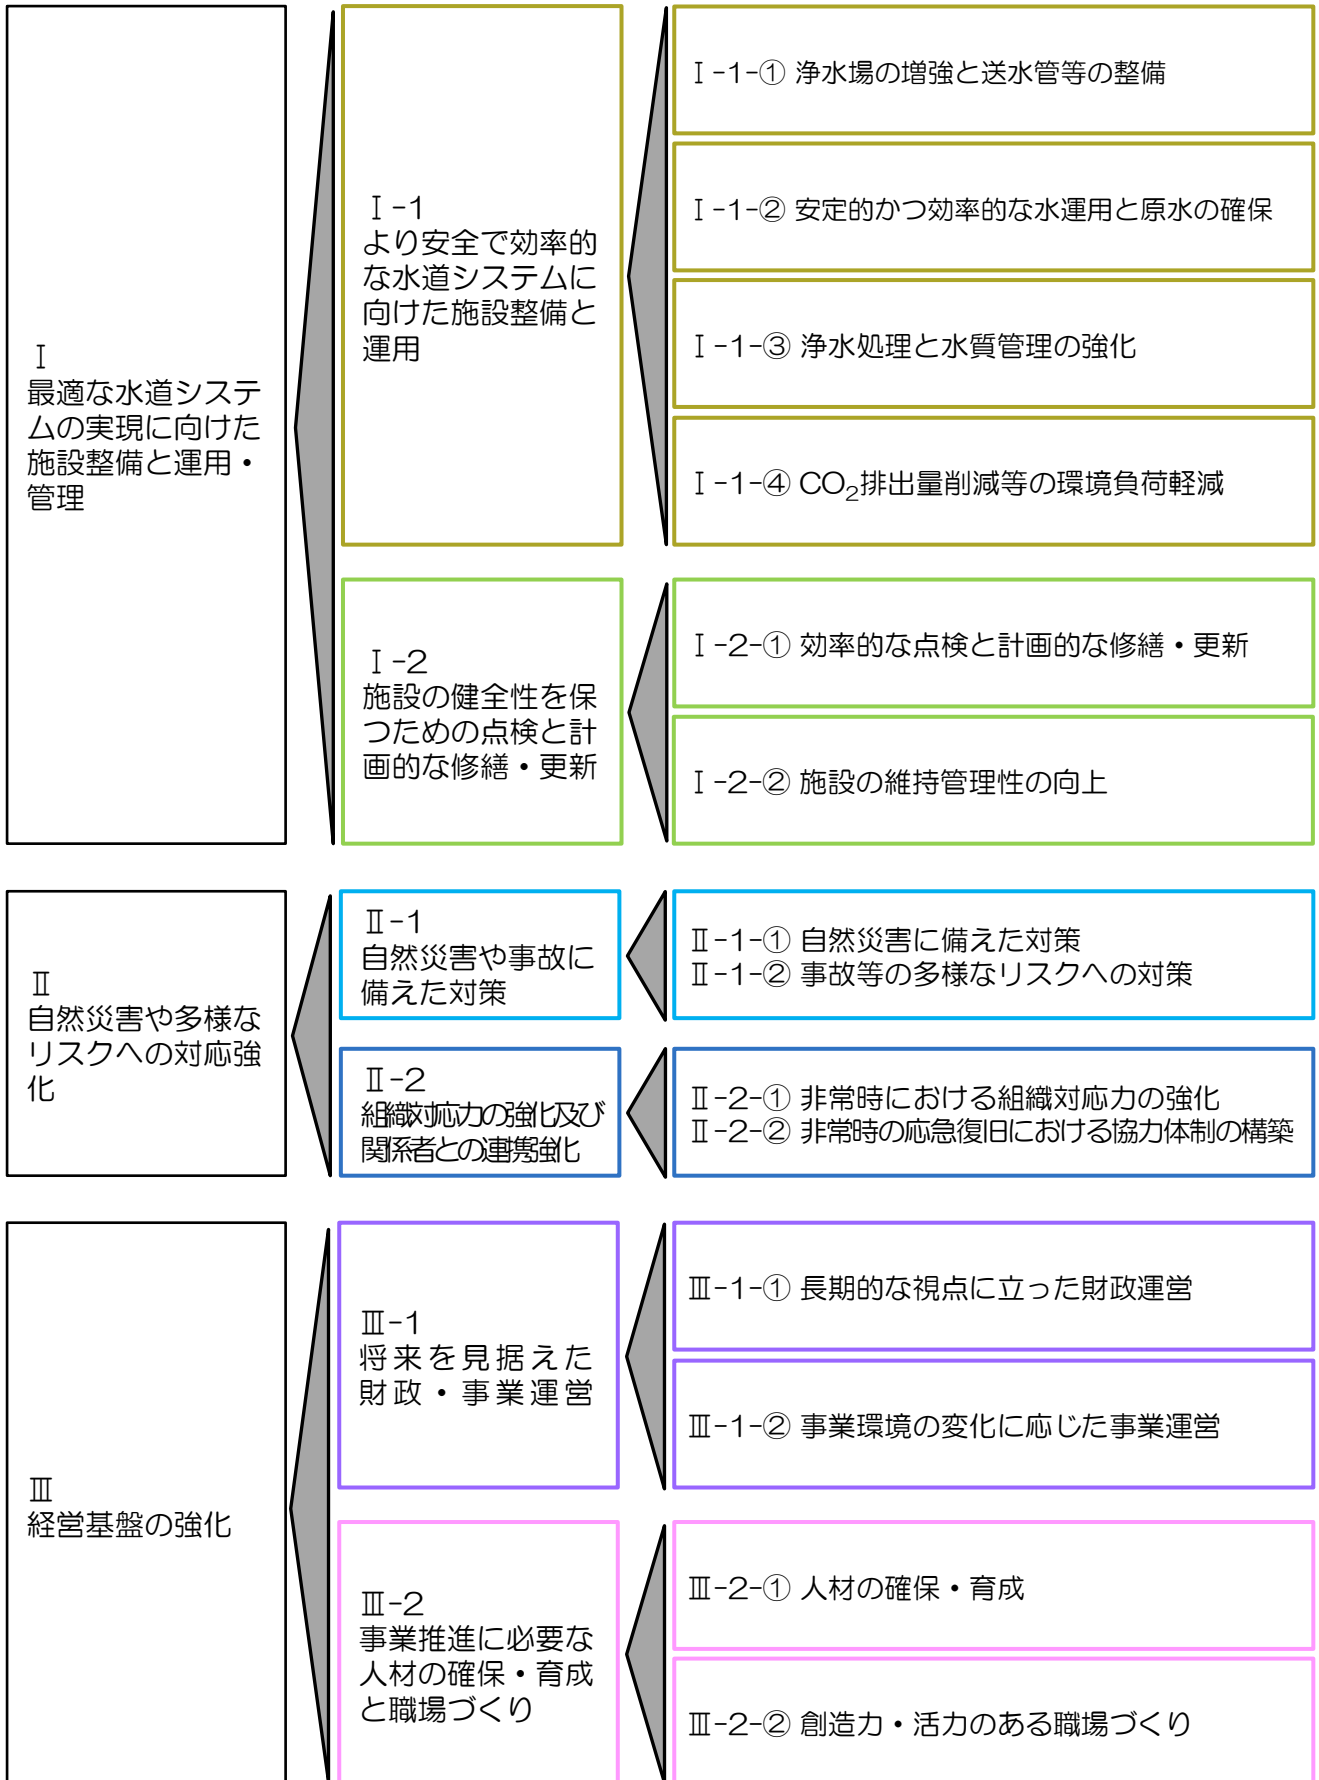 Ⅰ
最適な水道システ
ムの実現に向けた
施設整備と運用・
管理
Ⅰ-1
より安全で効率的
な水道システムに
向けた施設整備と
運用
Ⅰ-1-① 浄水場の増強と送水管等の整備
Ⅰ-1-② 安定的かつ効率的な水運用と原水の確保
Ⅰ-1-③ 浄水処理と水質管理の強化
Ⅰ-1-④ CO₂排出量削減等の環境負荷軽減
Ⅰ-2
施設の健全性を保
つための点検と計
画的な修繕・更新
Ⅰ-2-① 効率的な点検と計画的な修繕・更新
Ⅰ-2-② 施設の維持管理性の向上
Ⅱ
自然災害や多様な
リスクへの対応強
化
Ⅱ-1
自然災害や事故に
備えた対策
Ⅱ-1-① 自然災害に備えた対策
Ⅱ-1-② 事故等の多様なリスクへの対策
Ⅱ-2
組織対応力の強化及び
関係者との連携強化
Ⅱ-2-① 非常時における組織対応力の強化
Ⅱ-2-② 非常時の応急復旧における協力体制の構築
Ⅲ
経営基盤の強化
Ⅲ-1
将来を見据えた
財政・事業運営
Ⅲ-1-① 長期的な視点に立った財政運営
Ⅲ-1-② 事業環境の変化に応じた事業運営
Ⅲ-2
事業推進に必要な
人材の確保・育成
と職場づくり
Ⅲ-2-① 人材の確保・育成
Ⅲ-2-② 創造力・活力のある職場づくり